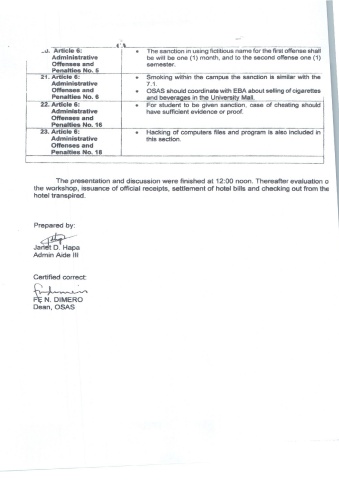 Article 6:
Administrative
Offenses and
Penalties No. 5
• The sanction in using fictitious name for the first offense shall
be will be one (1) month, and to the second offense one (1)
semester.
21. Article 6:
Administrative
Offenses and
Penalties No. 6
• Smoking within the campus the sanction is similar with the
7.1.
• OSAS should coordinate with EBA about selling of cigarettes
and beverages in the University Mall.
22. Article 6:
Administrative
Offenses and
Penalties No. 16
• For student to be given sanction, case of cheating should
have sufficient evidence or proof.
23. Article 6:
Administrative
Offenses and
Penalties No. 18
• Hacking of computers files and program is also included in
this section.
The presentation and discussion were finished at 12:00 noon. Thereafter evaluation o
the workshop, issuance of official receipts, settlement of hotel bills and checking out from the
hotel transpired.
Prepared by:
Janet D. Hapa
Admin Aide III
Certified correct:
FE N. DIMERO
Dean, OSAS